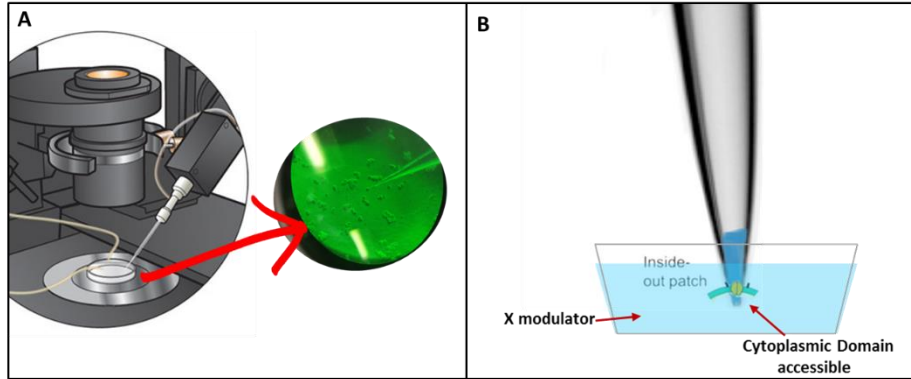 A
B
Inside-
out patch
X modulator
Cytoplasmic Domain
accessible